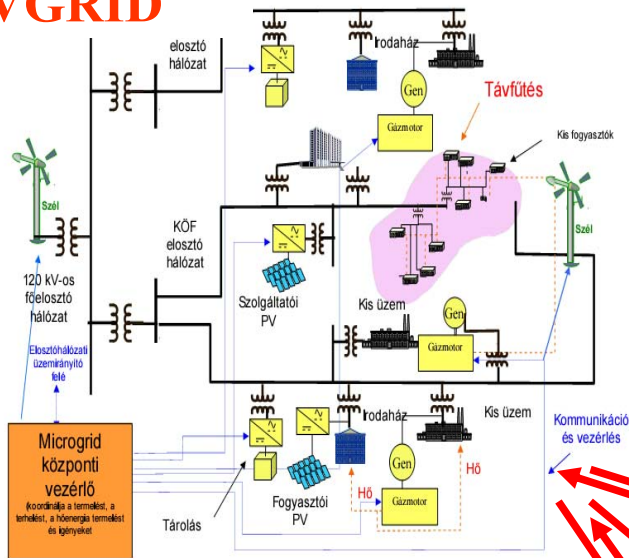 VGRID
elosztó
hálózat
Irodaház
Gen
Távfűtés
Gázmotor
Kis fogyasztók
Szél
Szél
KÖF
elosztó
hálózat
120 kV-os
főelosztó
hálózat
Szolgáltatói
PV
Kis üzem
Gen
Gázmotor
Elosztóhálózati
üzemirányító
felé
Irodaház
Kis üzem
Kommunikáció
és vezérlés
Microgrid
központi
vezérlő
(koordinálja a termelést, a
terhelést, a hőenergia termelést
és igényeket
Gen
Hő
Hő
Tárolás
Fogyasztói
PV
Gázmotor